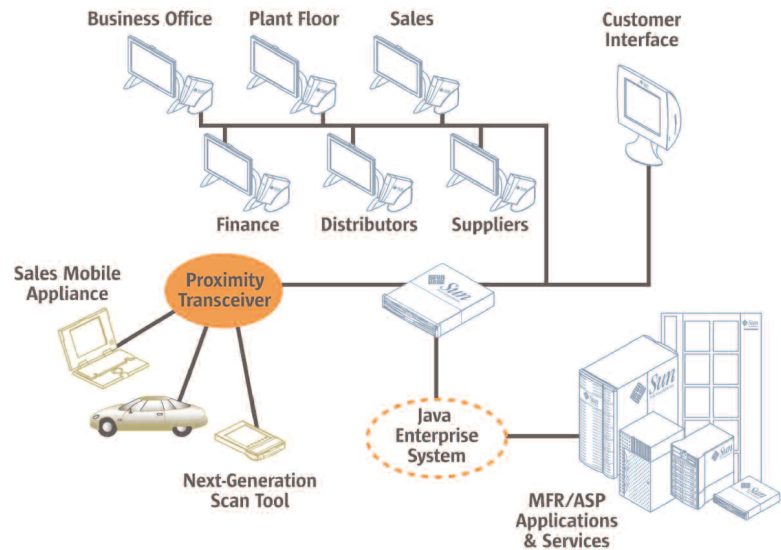 Business Office
Plant Floor
Sales
Customer
Interface
Finance
Distributors
Suppliers
Sales Mobile
Appliance
Proximity
Transceiver
Sun
Java
Enterprise
System
Sun
Sun
Sun
Next-Generation
Scan Tool
MFR/ASP
Applications
& Services